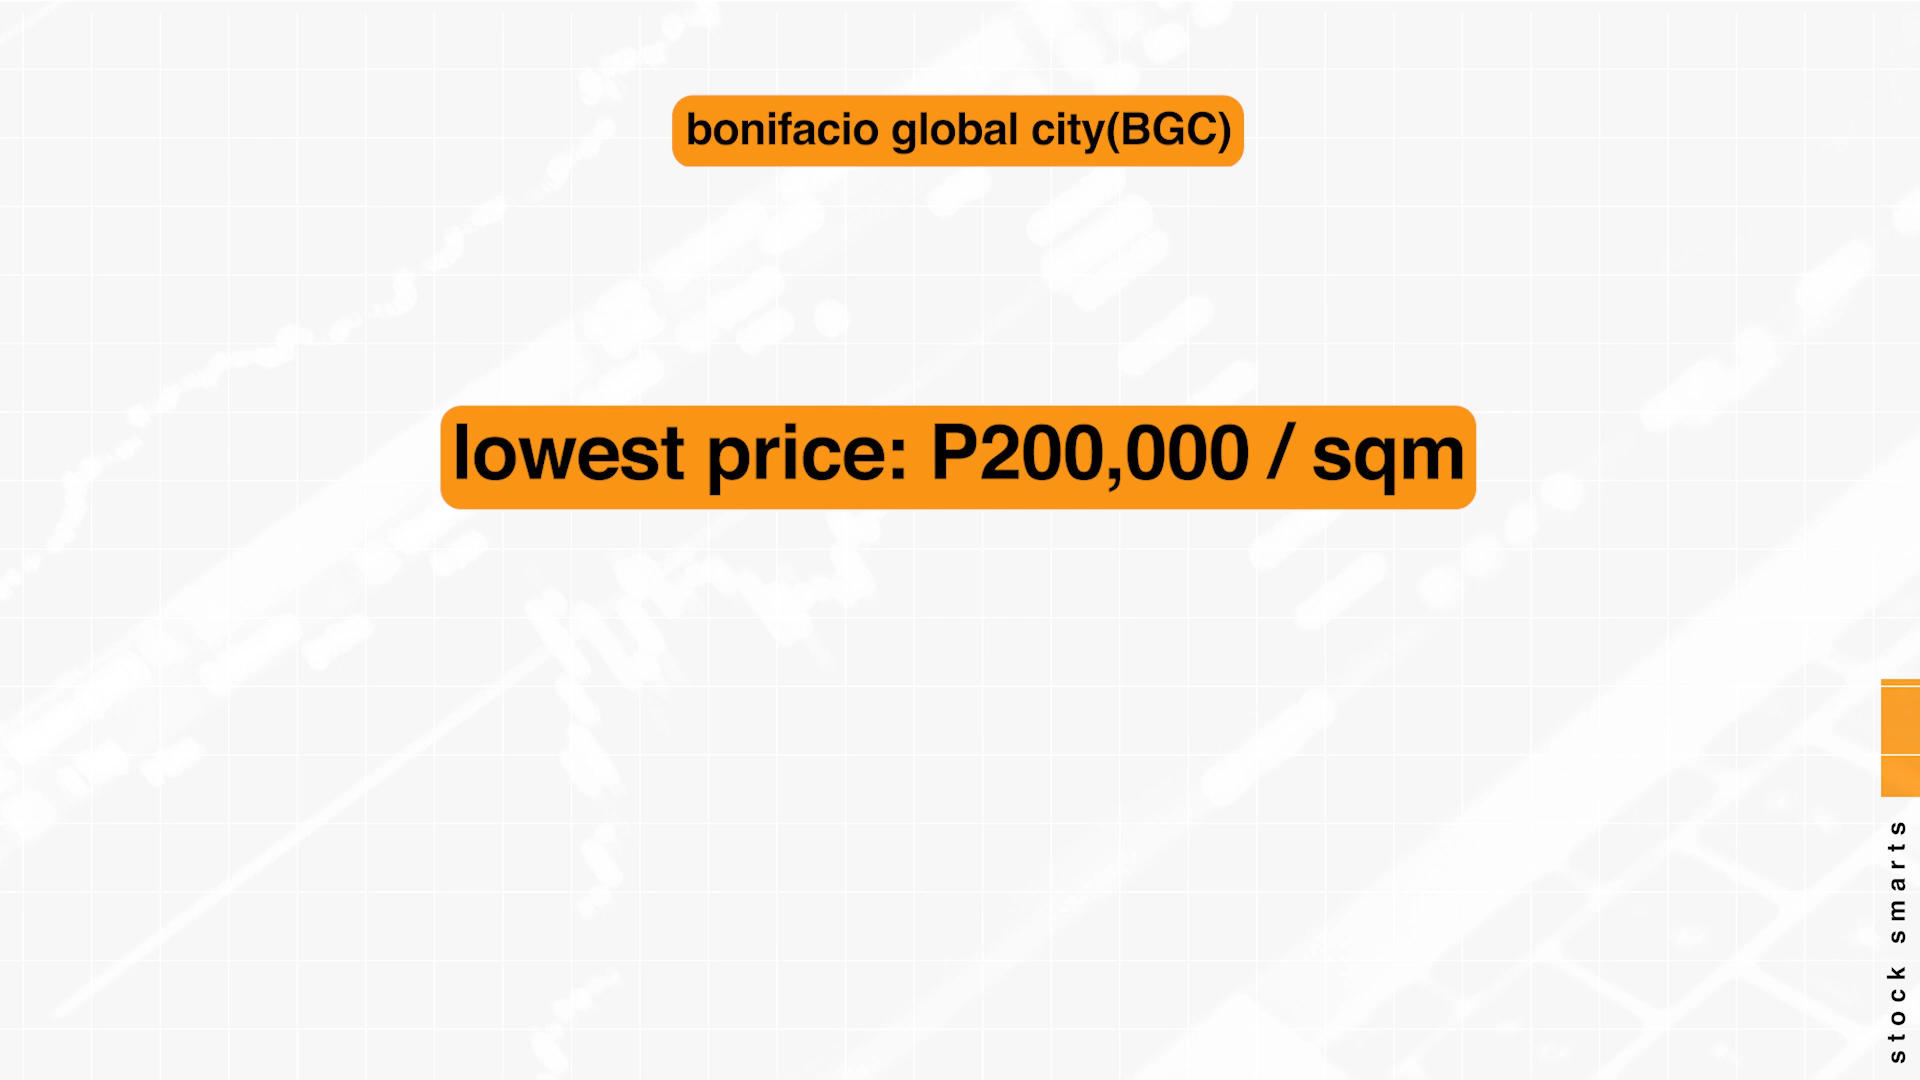 bonifacio global city(BGC)
lowest price: P200,000 / sqm
stock smarts